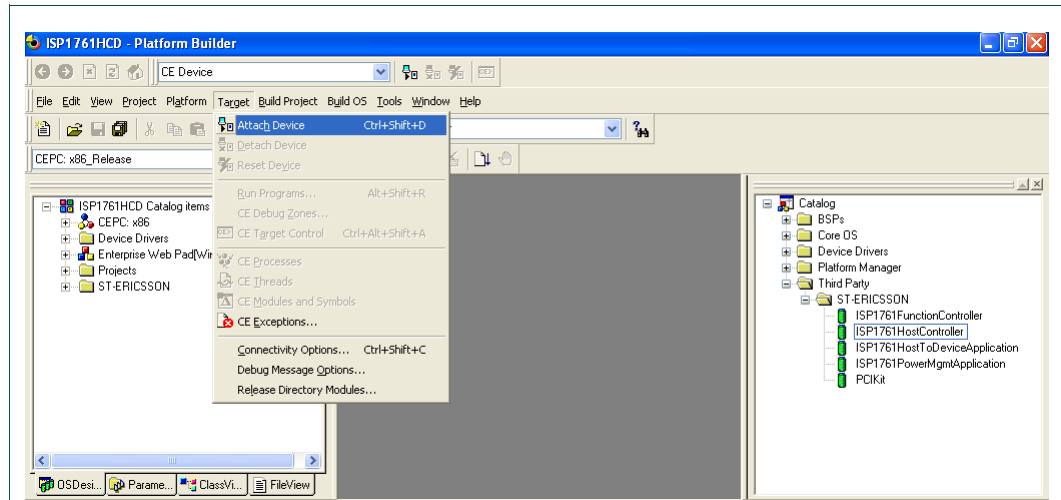 ISP1761HCD - Platform Builder
CE Device
File Edit View Project Platform Target Build Project Build OS Tools Window Help
Attach Device Ctrl+Shift+D
Detach Device
Reset Device
CEPC: x86_Release
Run Programs... Alt+Shift+R
CE Debug Zones...
CE Target Control Ctrl+Alt+Shift+A
CE Processes
CE Threads
CE Modules and Symbols
CE Exceptions...
Connectivity Options... Ctrl+Shift+C
Debug Message Options...
Release Directory Modules...
ISP1761HCD Catalog items
CEPC: x86
Device Drivers
Enterprise Web Pad[Wir
Projects
ST-ERICSSON
OSDesi... Parame... ClassVi... FileView
Catalog
BSPs
Core OS
Device Drivers
Platform Manager
Third Party
ST-ERICSSON
ISP1761FunctionController
ISP1761HostController
ISP1761HostToDeviceApplication
ISP1761PowerMgmtApplication
PCIKit